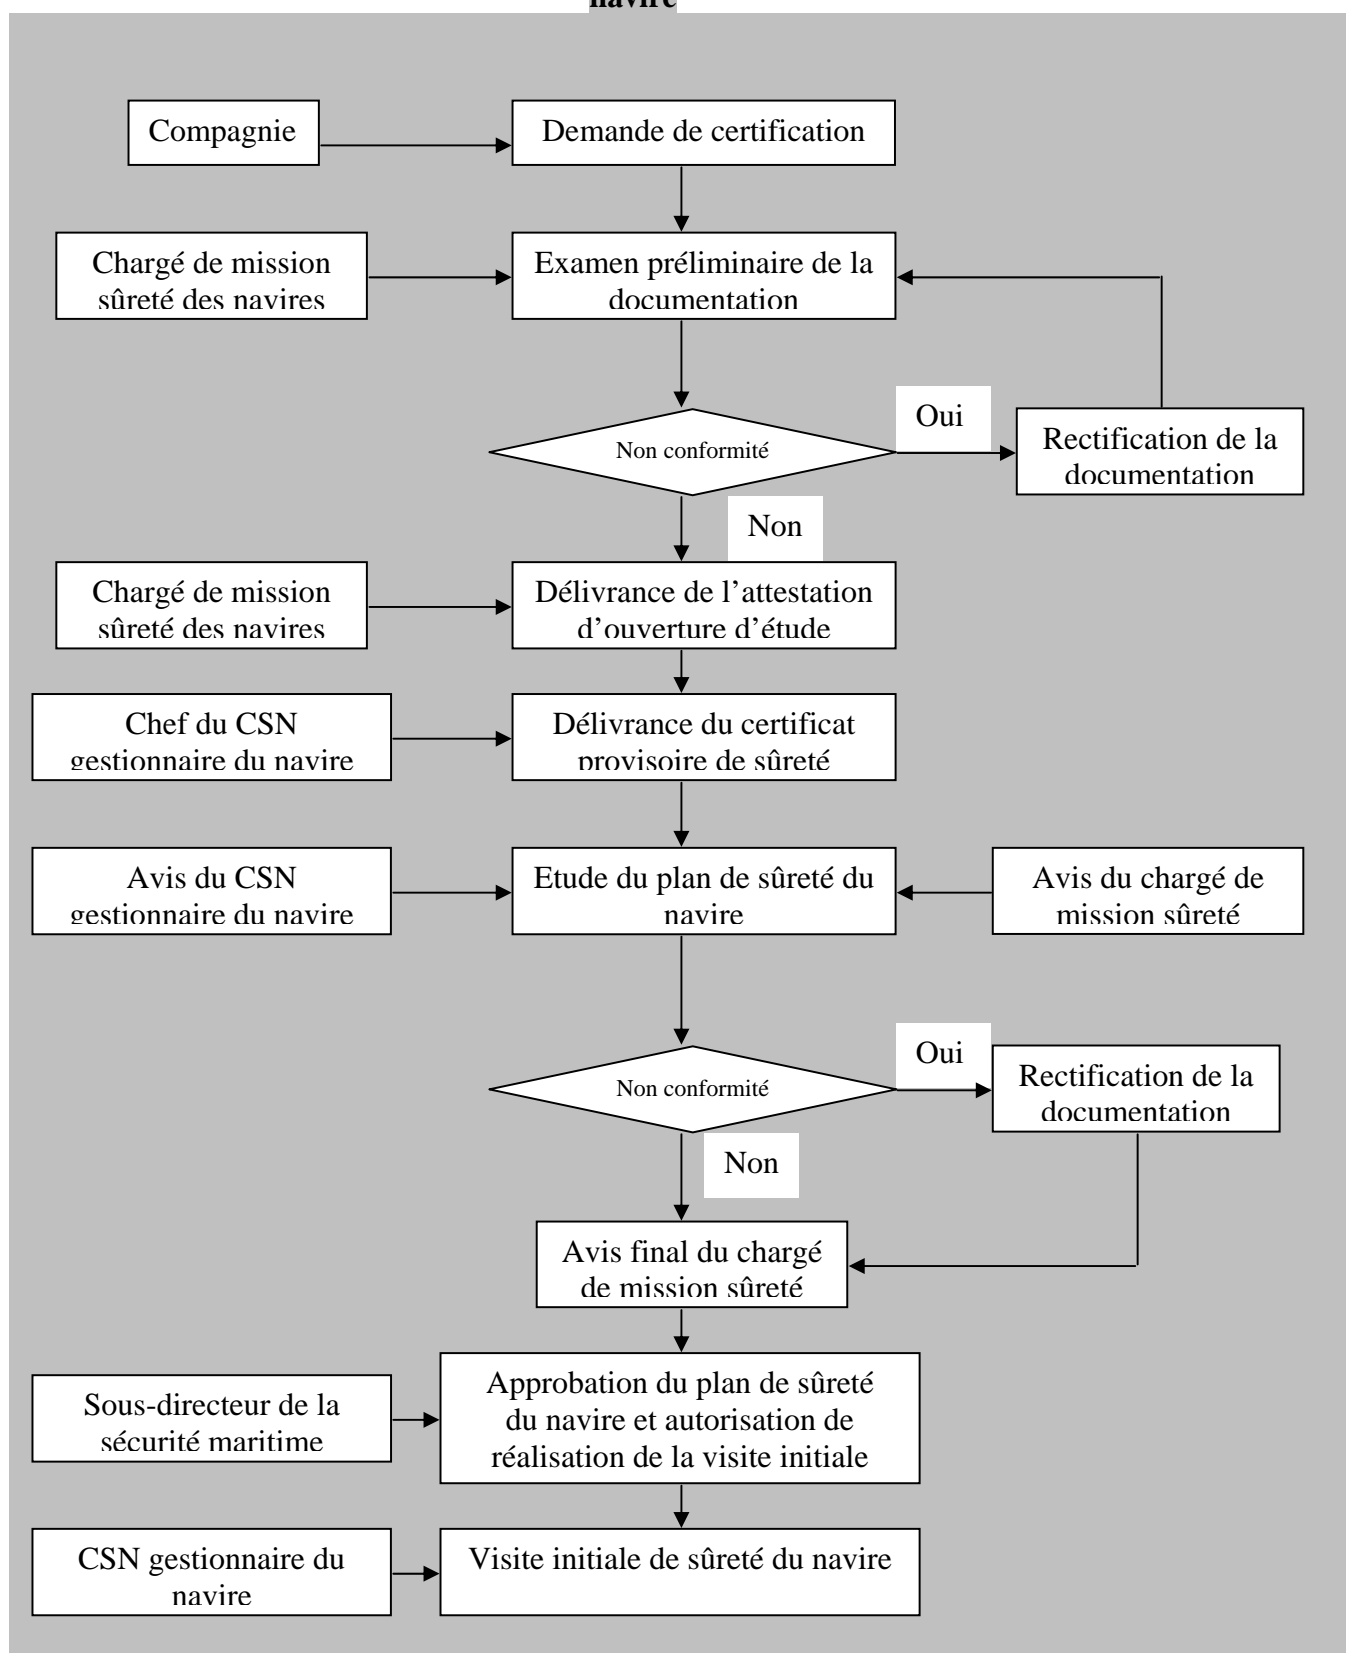 navire
Compagnie
Demande de certification
Chargé de mission
sûreté des navires
Examen préliminaire de la
documentation
Non conformité
Oui
Rectification de la
documentation
Non
Chargé de mission
sûreté des navires
Délivrance de l’attestation
d’ouverture d’étude
Chef du CSN
gestionnaire du navire
Délivrance du certificat
provisoire de sûreté
Avis du CSN
gestionnaire du navire
Etude du plan de sûreté du
navire
Avis du chargé de
mission sûreté
Non conformité
Oui
Rectification de la
documentation
Non
Avis final du chargé
de mission sûreté
Sous-directeur de la
sécurité maritime
Approbation du plan de sûreté
du navire et autorisation de
réalisation de la visite initiale
CSN gestionnaire du
navire
Visite initiale de sûreté du navire